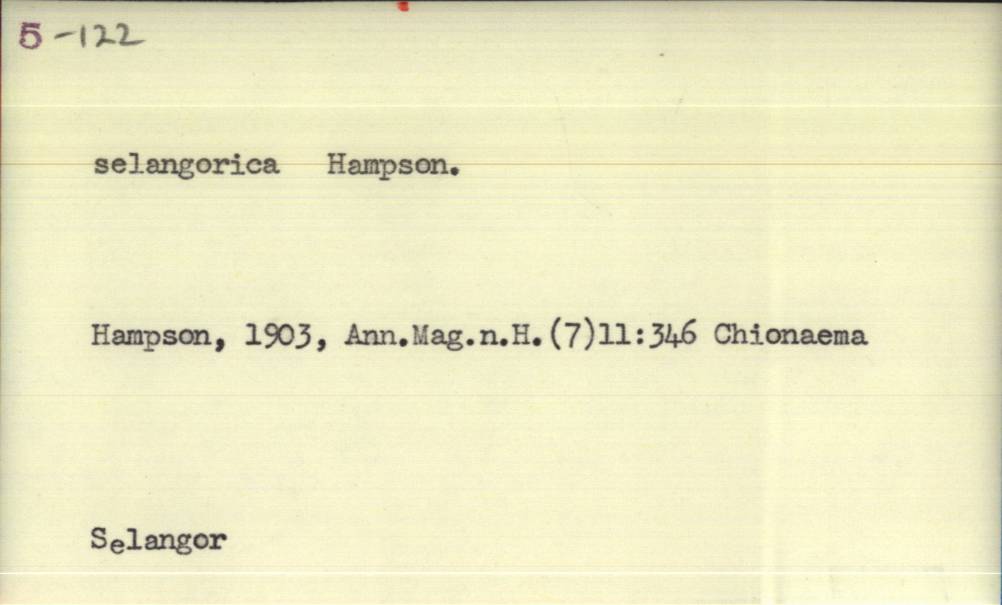 5-122
selangorica Hampson.
Hampson, 1903, Ann.Mag.n.H.(7)11:346 Chionaema
Selangor